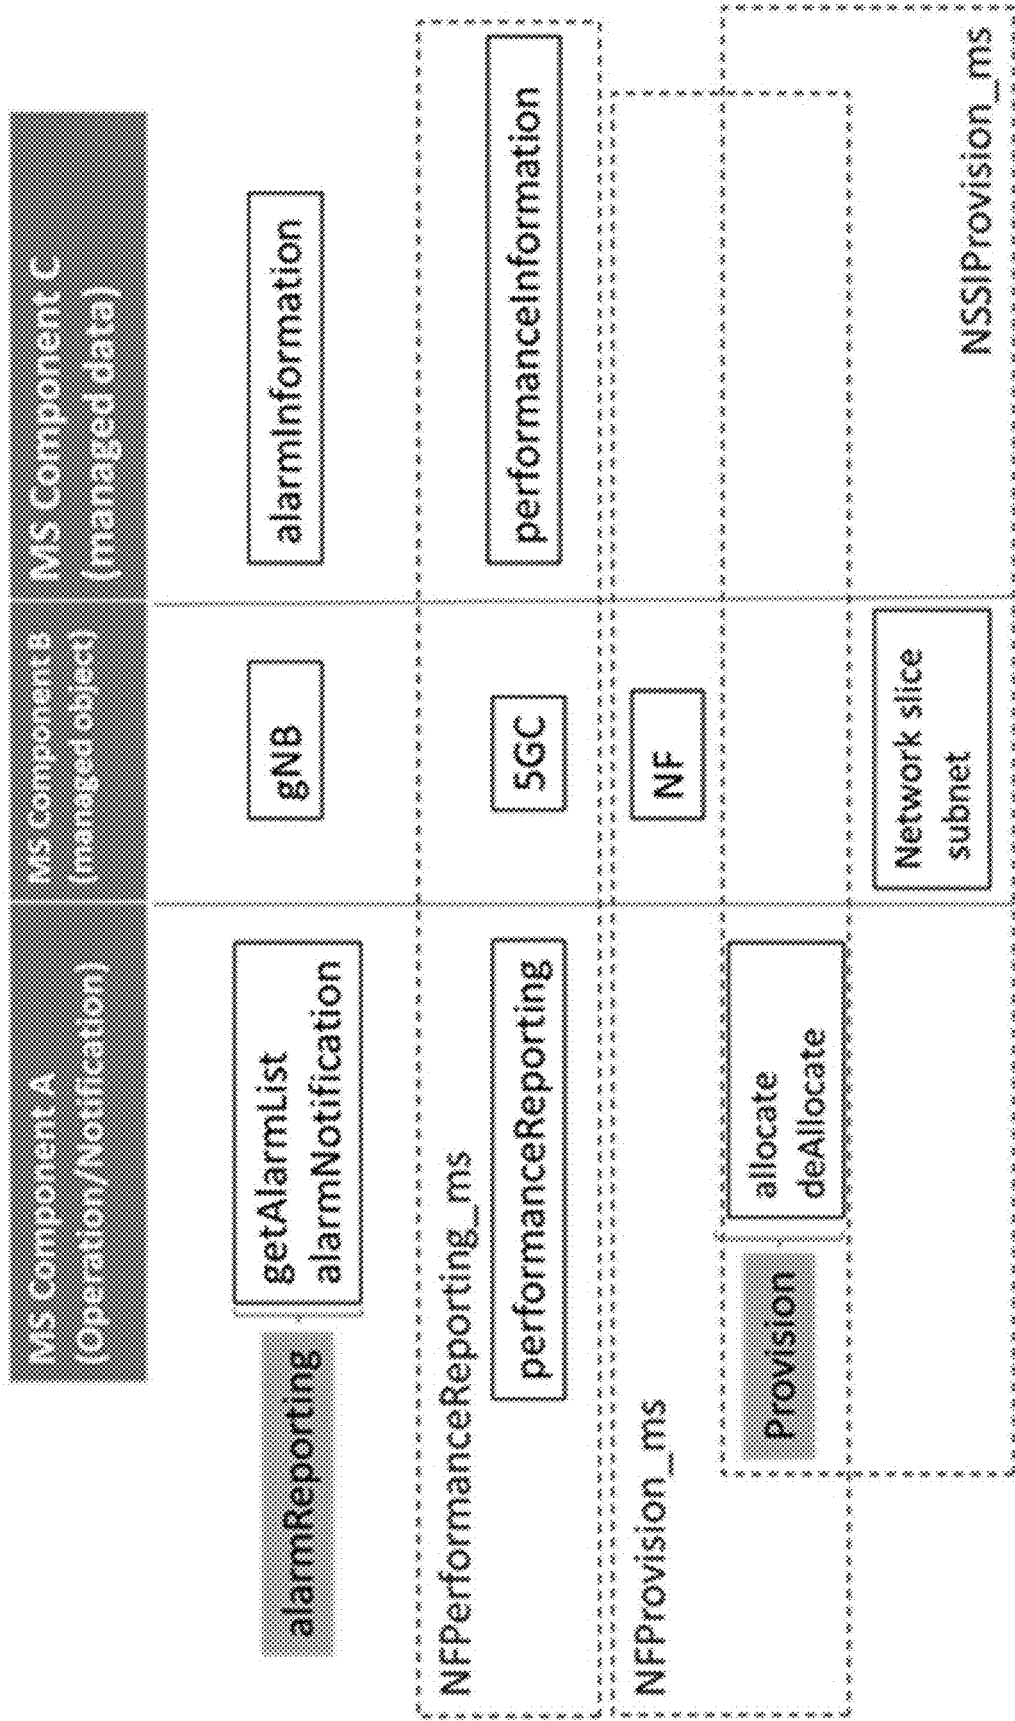 MS Component A
(Operation/Notification)
MS Component B
(managed object)
MS Component C
(managed data)
alarmReporting
getAlarmList
alarmNotification
gNB
alarmInformation
NFPerformanceReporting_ms
performanceReporting
5GC
performanceInformation
NFProvision_ms
NF
Provision
allocate
deAllocate
Network slice
subnet
NSSIProvision_ms